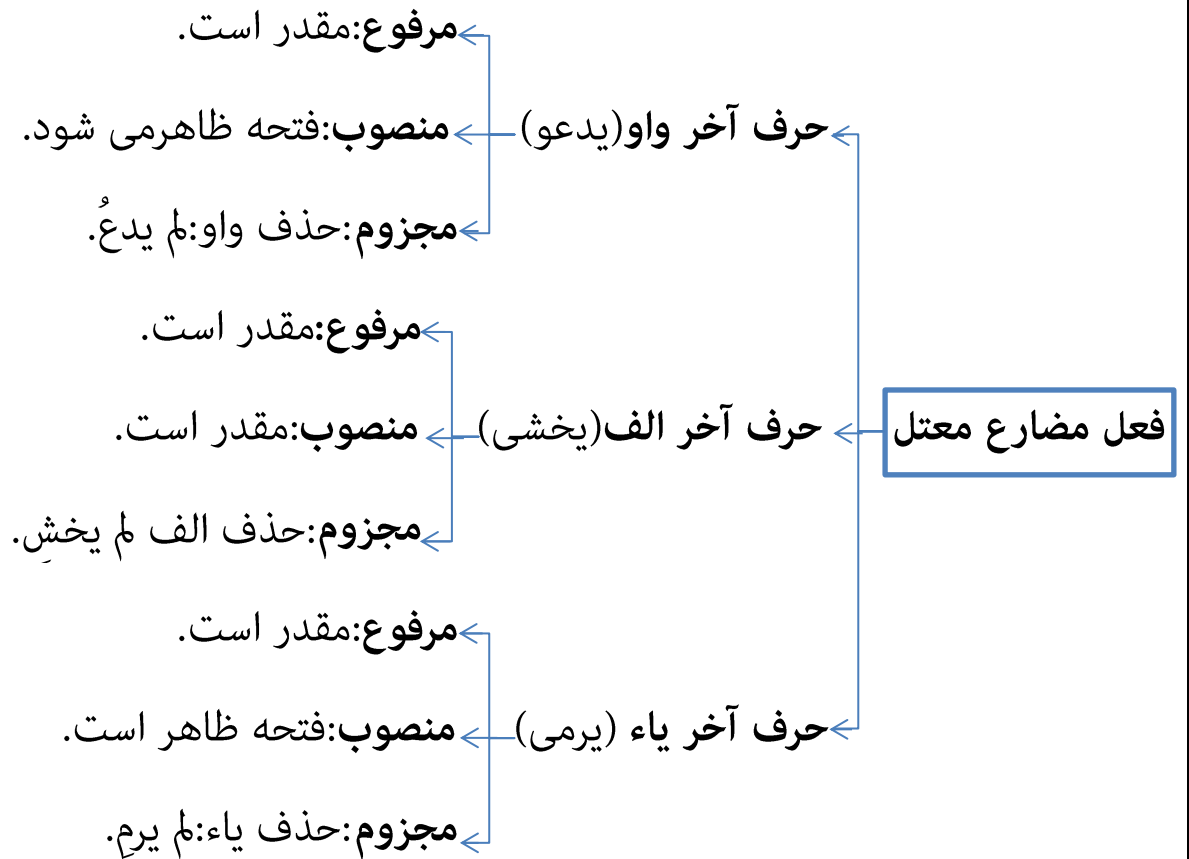 مرفوع:مقدر است.
حرف آخر واو(یدعو) منصوب:فتحه ظاهرمی شود.
مجزوم:حذف واو:لم یدعُ.
مرفوع:مقدر است.
فعل مضارع معتل حرف آخر الف(یخشی) منصوب:مقدر است.
مجزوم:حذف الف لم یخشِ.
مرفوع:مقدر است.
حرف آخر یاء (یرمی) منصوب:فتحه ظاهر است.
مجزوم:حذف یاء:لم یرمِ.